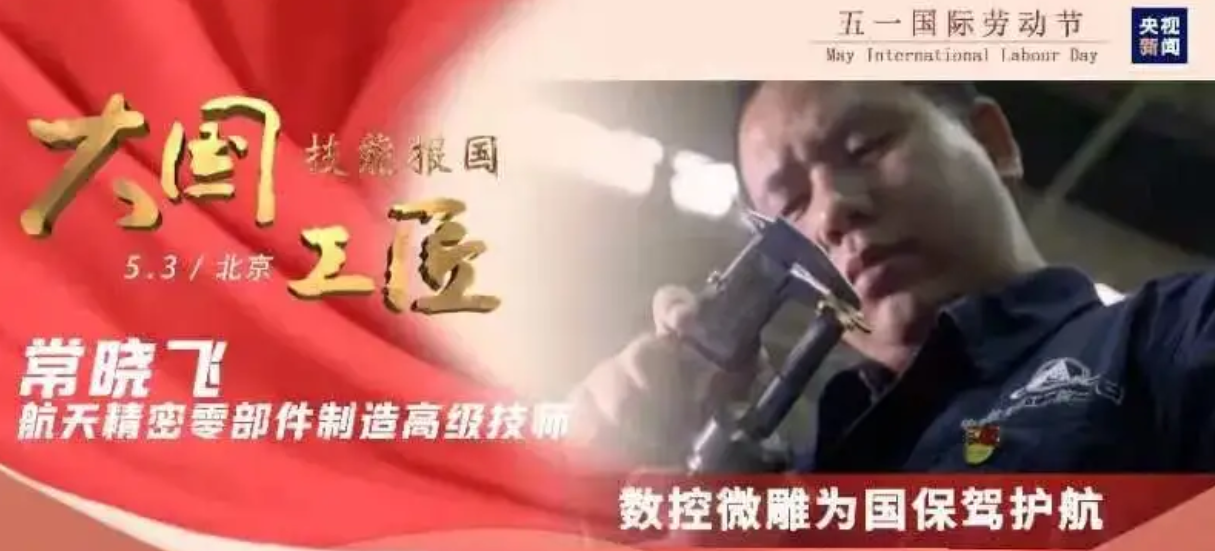 五一国际劳动节
May International Labour Day
央视
新闻
大国
技能报国
工匠
5.3 / 北京
常晓飞
航天精密零部件制造高级技师
数控微雕为国保驾护航